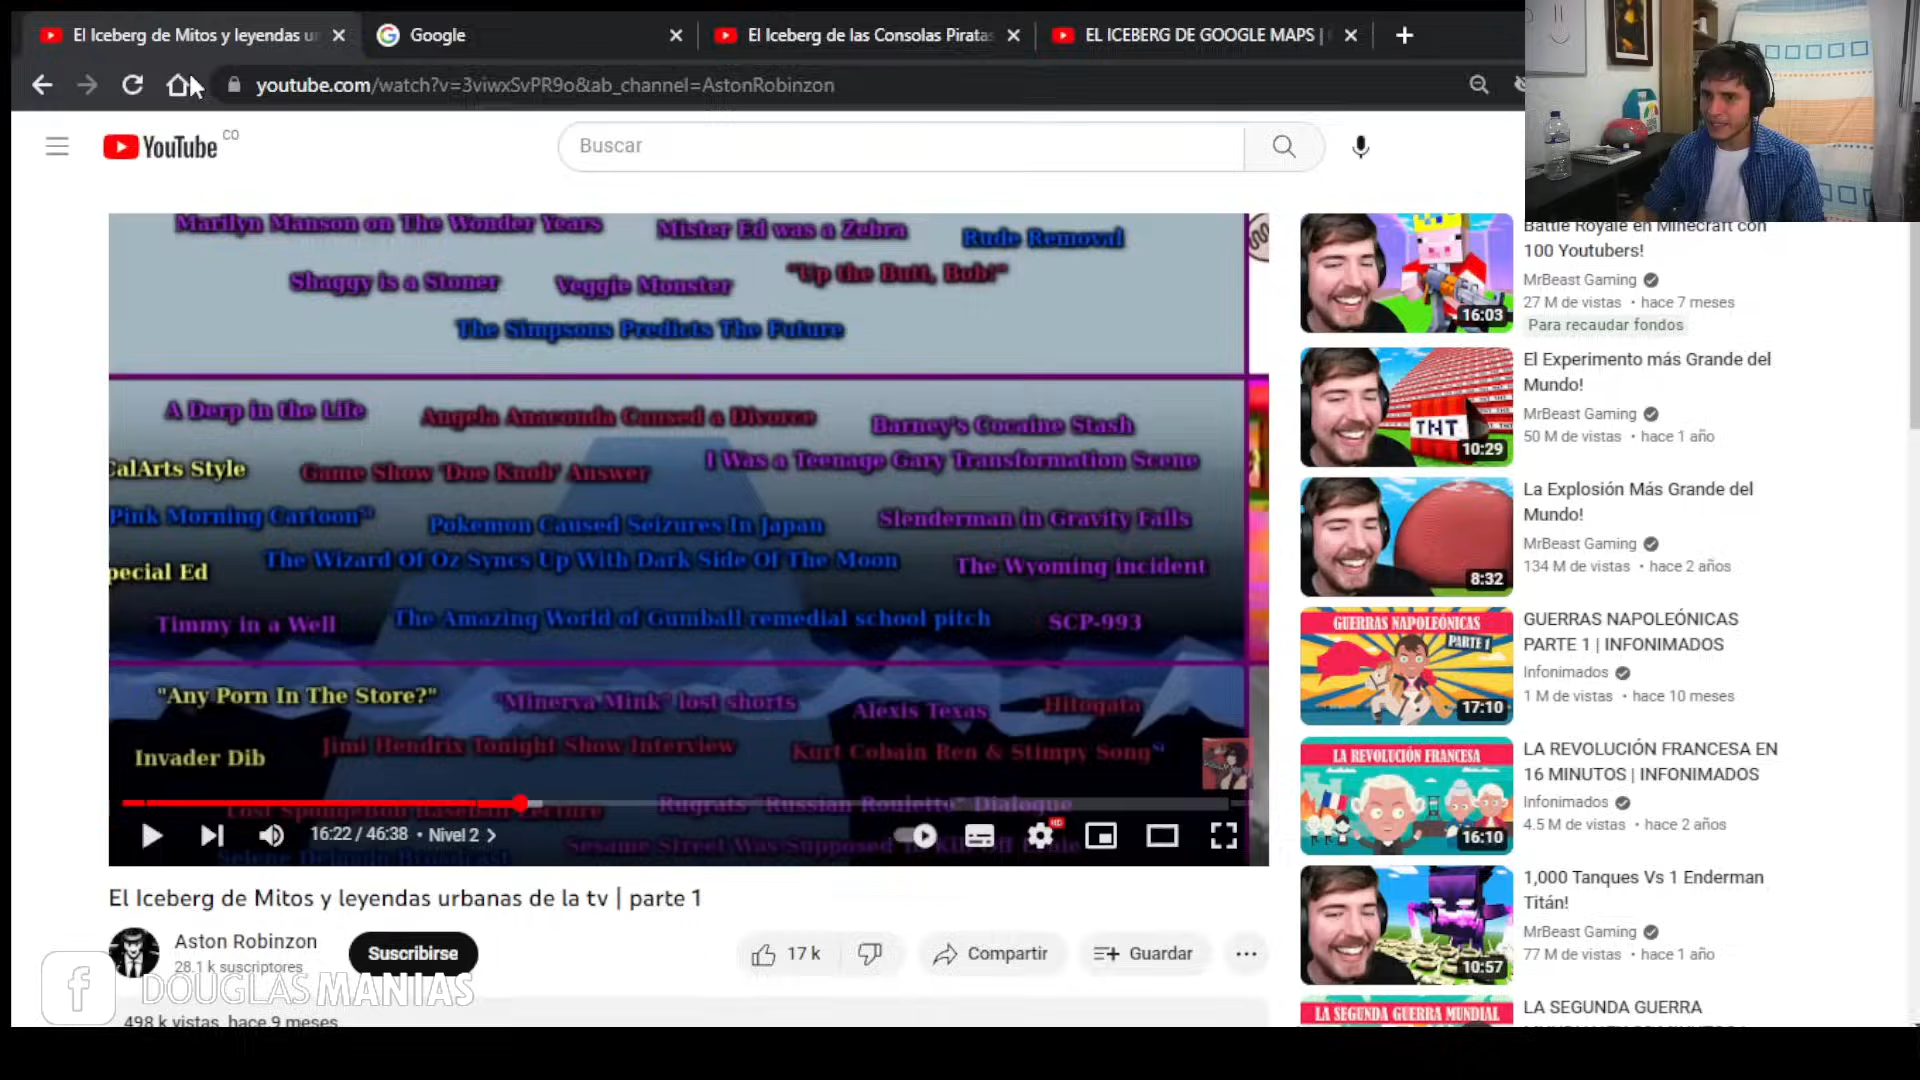 El Iceberg de Mitos y leyendas u
Google
El Iceberg de las Consolas Piratas
EL ICEBERG DE GOOGLE MAPS |
youtube.com/watch?v=3viwxSvPR9o&ab_channel=AstonRobinzon
YouTube CO
Buscar
Marilyn Manson on The Wonder Years
Mister Ed was a Zebra
Rude Removal
Shaggy is a Stoner
Veggie Monster
"Up the Butt, Bob!"
The Simpsons Predicts The Future
A Derp in the Life
Angela Anaconda Caused a Divorce
Barney's Cocaine Stash
CalArts Style
Game Show 'Doe Knob' Answer
I Was a Teenage Gary Transformation Scene
Pink Morning Cartoon"
Pokemon Caused Seizures In Japan
Slenderman in Gravity Falls
pecial Ed
The Wizard Of Oz Syncs Up With Dark Side Of The Moon
The Wyoming incident
Timmy in a Well
The Amazing World of Gumball remedial school pitch
SCP-993
"Any Porn In The Store?"
"Minerva Mink" lost shorts
Alexis Texas
Hitogata
Invader Dib
Jimi Hendrix Tonight Show Interview
Kurt Cobain Ren & Stimpy Song"
Rugrats "Russian Roulette" Dialogue
16:22 / 46:38 • Nivel 2
HD
El Iceberg de Mitos y leyendas urbanas de la tv | parte 1
Aston Robinzon
28.1 k suscriptores
Suscribirse
17 k
Compartir
Guardar
DOUGLAS MANIAS
498 k vistas hace 9 meses
Battle Royale en Minecraft con
100 Youtubers!
MrBeast Gaming
27 M de vistas • hace 7 meses
Para recaudar fondos
16:03
El Experimento más Grande del
Mundo!
MrBeast Gaming
50 M de vistas • hace 1 año
TNT
10:29
La Explosión Más Grande del
Mundo!
MrBeast Gaming
134 M de vistas • hace 2 años
8:32
GUERRAS NAPOLEÓNICAS
PARTE 1
17:10
GUERRAS NAPOLEÓNICAS
PARTE 1 | INFONIMADOS
Infonimados
1 M de vistas • hace 10 meses
LA REVOLUCIÓN FRANCESA
16:10
LA REVOLUCIÓN FRANCESA EN
16 MINUTOS | INFONIMADOS
Infonimados
4.5 M de vistas • hace 2 años
1,000 Tanques Vs 1 Enderman
Titán!
MrBeast Gaming
77 M de vistas • hace 1 año
10:57
LA SEGUNDA GUERRA MUNDIAL
LA SEGUNDA GUERRA